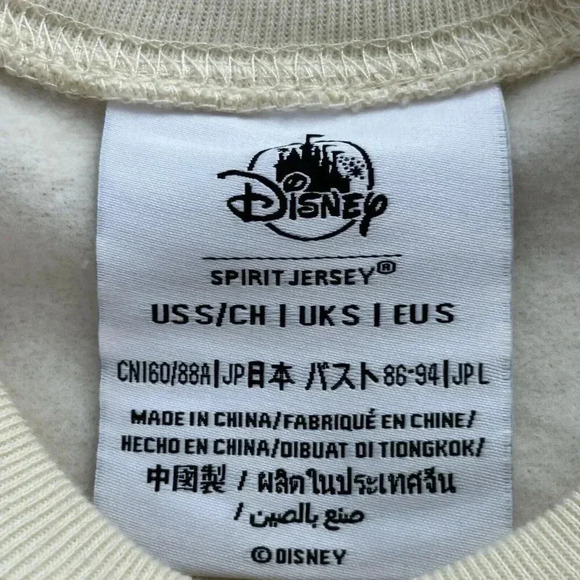 Disney
SPIRIT JERSEY®
US S/CH | UK S | EU S
CN160/88A|JP日本 バスト86-94|JP L
MADE IN CHINA/FABRIQUÉ EN CHINE/
HECHO EN CHINA/DIBUAT DI TIONGKOK/
中國製 / ผลิตในประเทศจีน
/ صنع بالصين
© DISNEY